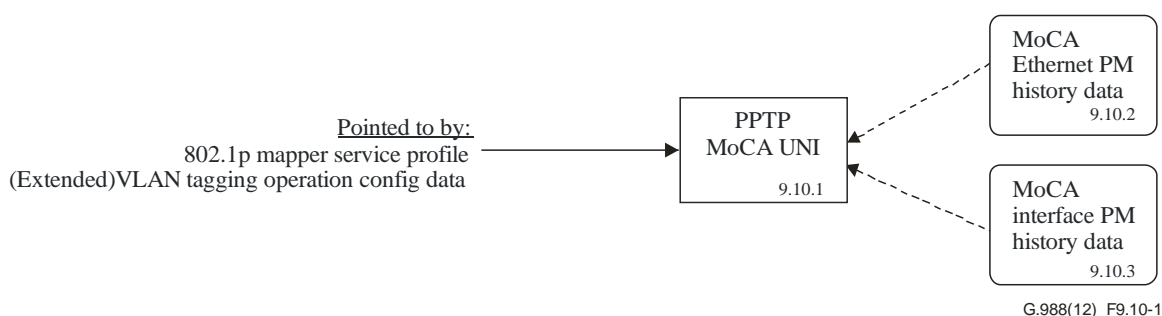 Pointed to by:
802.1p mapper service profile
(Extended)VLAN tagging operation config data
PPTP
MoCA UNI
9.10.1
MoCA
Ethernet PM
history data
9.10.2
MoCA
interface PM
history data
9.10.3
G.988(12)_F9.10-1